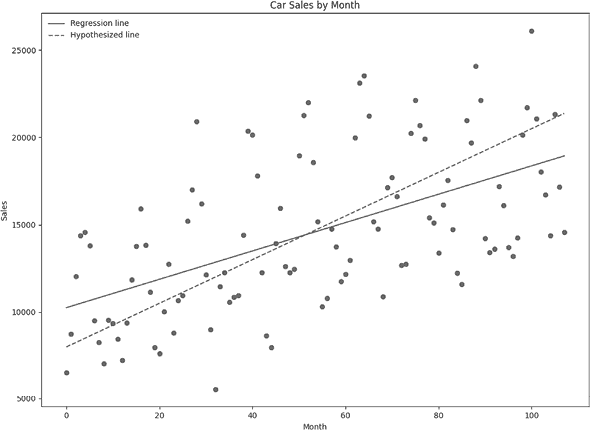 Car Sales by Month
Regression line
Hypothesized line
25000
20000
15000
10000
5000
Sales
0
20
40
60
80
100
Month